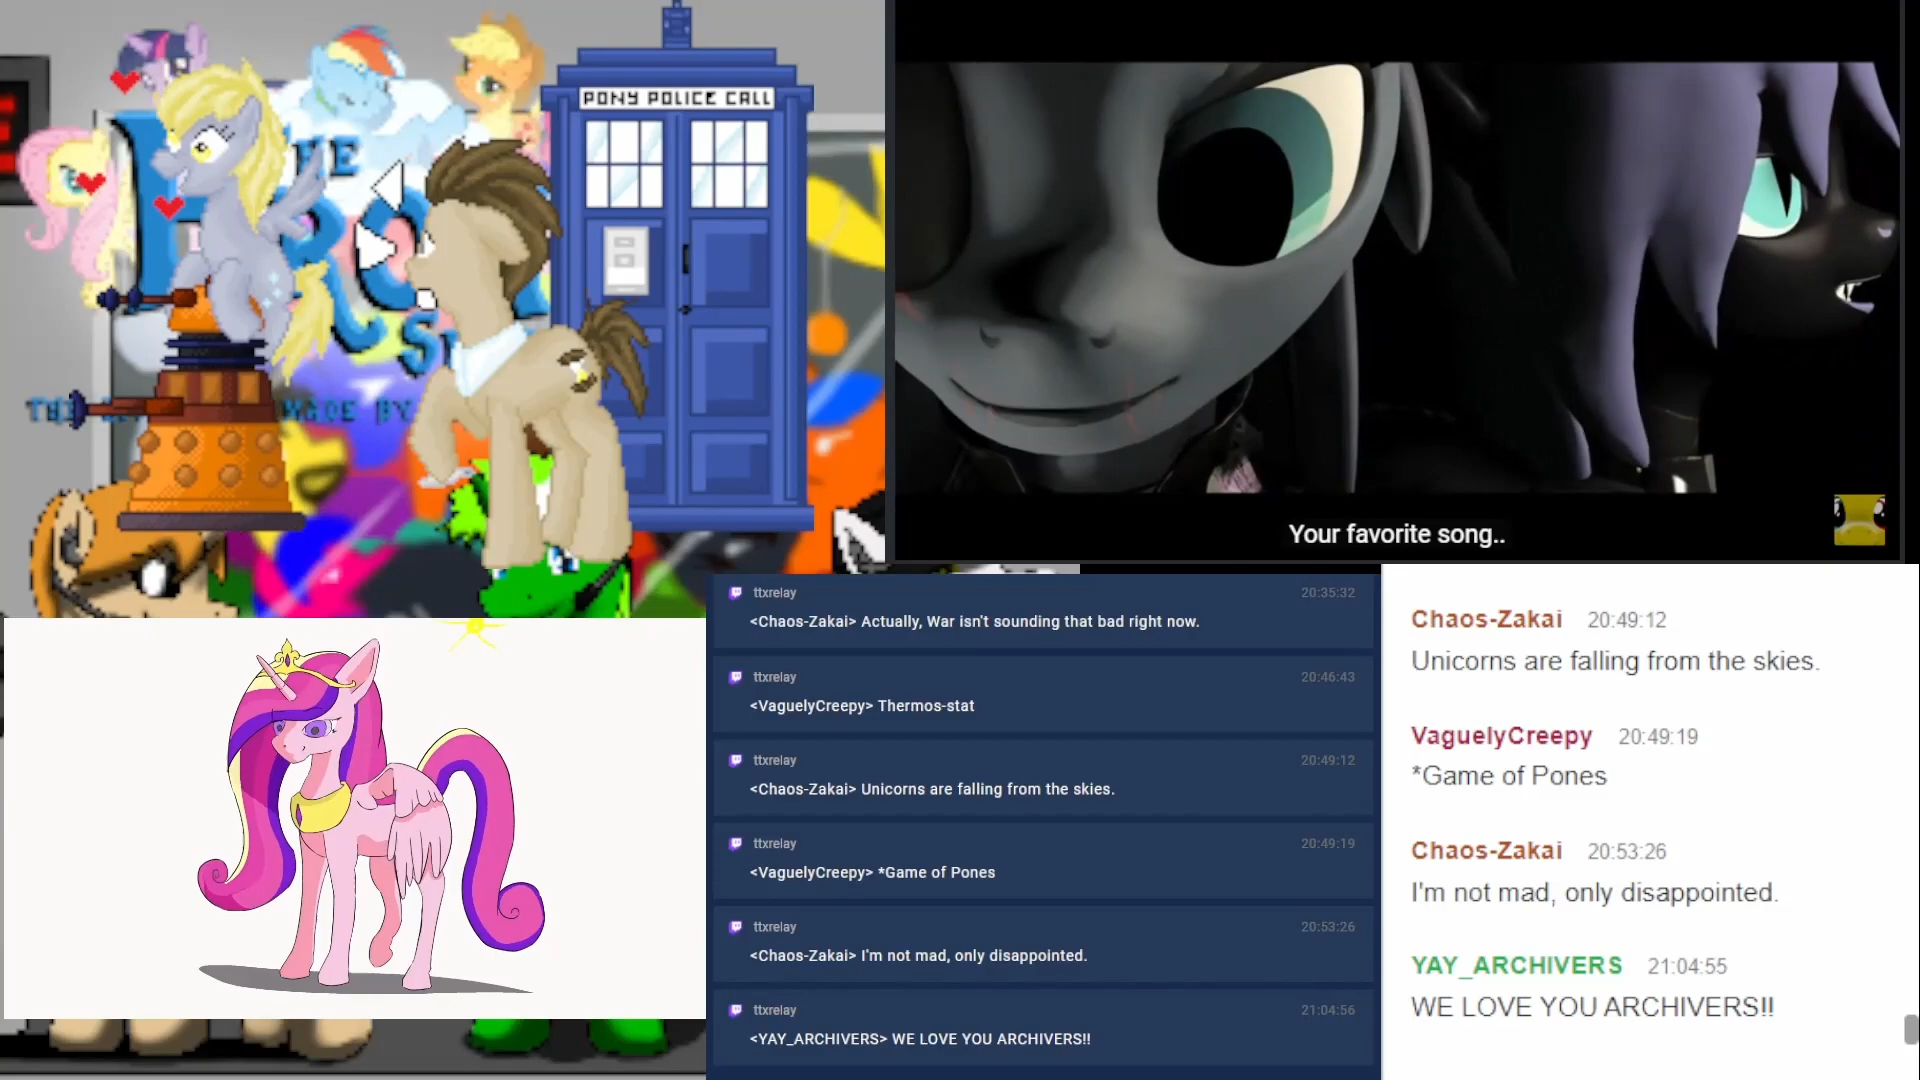 PONY POLICE CALL
MADE BY
Your favorite song..
ttxrelay 20:35:32
<Chaos-Zakai> Actually, War isn't sounding that bad right now.
ttxrelay 20:46:43
<VaguelyCreepy> Thermos-stat
ttxrelay 20:49:12
<Chaos-Zakai> Unicorns are falling from the skies.
ttxrelay 20:49:19
<VaguelyCreepy> *Game of Pones
ttxrelay 20:53:26
<Chaos-Zakai> I'm not mad, only disappointed.
ttxrelay 21:04:56
<YAY_ARCHIVERS> WE LOVE YOU ARCHIVERS!!
Chaos-Zakai 20:49:12
Unicorns are falling from the skies.
VaguelyCreepy 20:49:19
*Game of Pones
Chaos-Zakai 20:53:26
I'm not mad, only disappointed.
YAY_ARCHIVERS 21:04:55
WE LOVE YOU ARCHIVERS!!